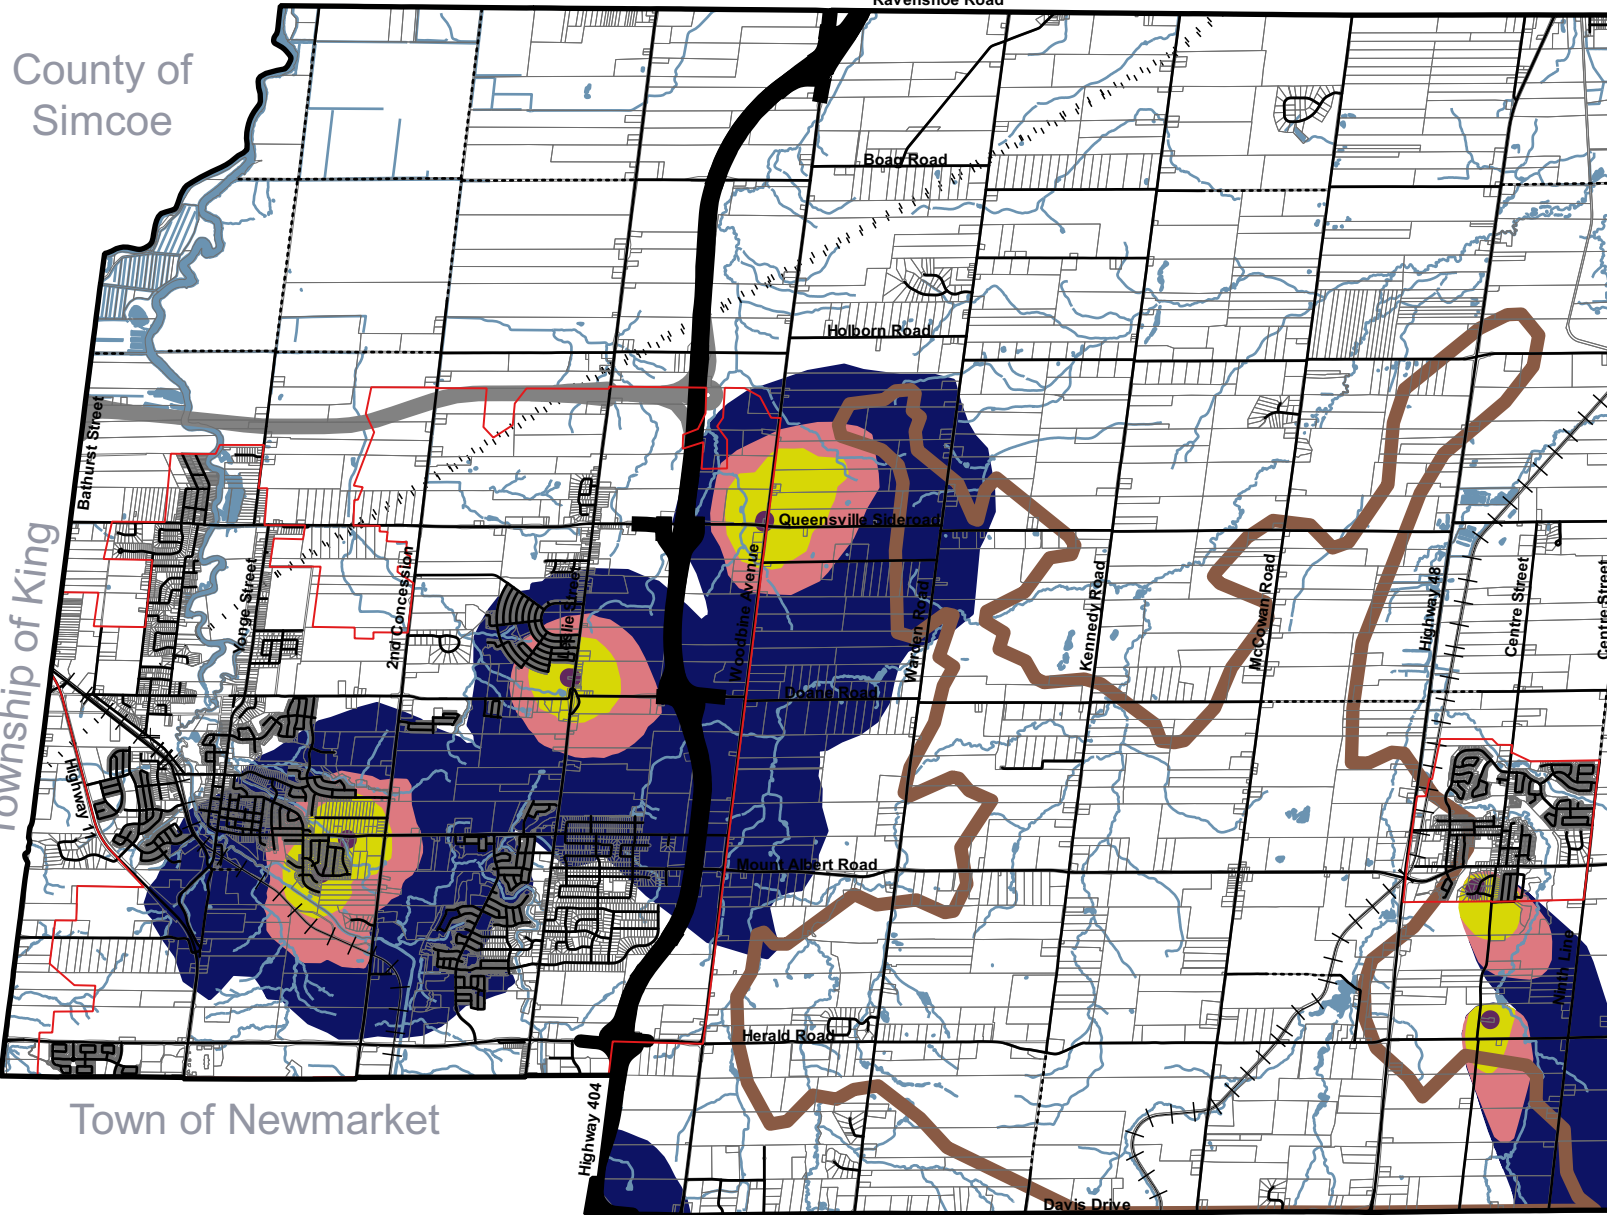 Ravenshoe Road
County of
Simcoe
Boag Road
Holborn Road
Bathurst Street
Queensville Sideroad
Township of King
Yonge Street
2nd Concession
Leslie Street
Woodbine Avenue
Warden Road
Kennedy Road
McCowan Road
Highway 48
Centre Street
Centre Street
Doane Road
Highway
Mount Albert Road
Ninth Line
Herald Road
Town of Newmarket
Highway 404
Davis Drive